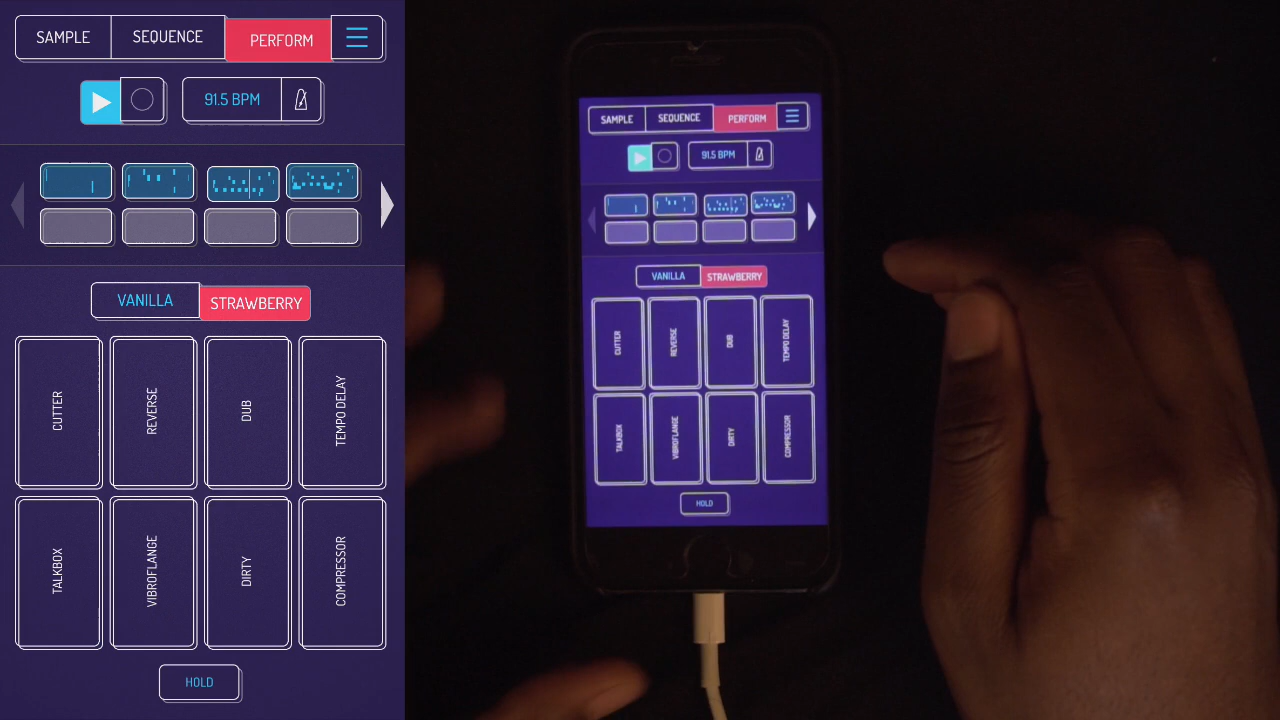 SAMPLE SEQUENCE PERFORM
91.5 BPM
VANILLA STRAWBERRY
CUTTER REVERSE DUB TEMPO DELAY
TALKBOX VIBROFLANGE DIRTY COMPRESSOR
HOLD
SAMPLE SEQUENCE PERFORM
91.5 BPM
VANILLA STRAWBERRY
CUTTER REVERSE DUB TEMPO DELAY
TALKBOX VIBROFLANGE DIRTY COMPRESSOR
HOLD